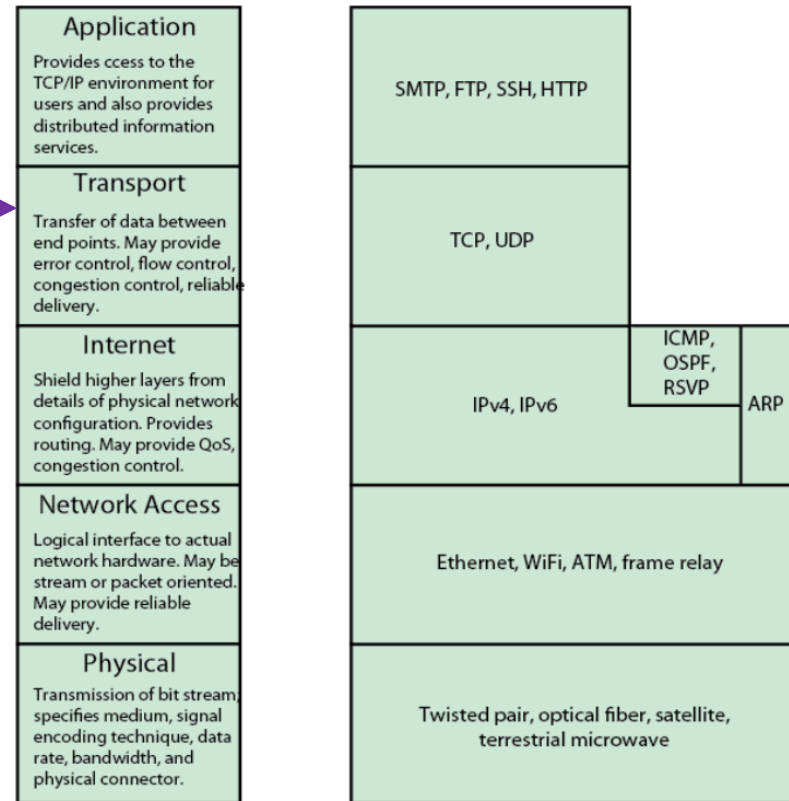 Application
Provides ccess to the
TCP/IP environment for
users and also provides
distributed information
services.
SMTP, FTP, SSH, HTTP
Transport
Transfer of data between
end points. May provide
error control, flow control,
congestion control, reliable
delivery.
TCP, UDP
Internet
Shield higher layers from
details of physical network
configuration. Provides
routing. May provide QoS,
congestion control.
IPv4, IPv6
ICMP,
OSPF,
RSVP
ARP
Network Access
Logical interface to actual
network hardware. May be
stream or packet oriented.
May provide reliable
delivery.
Ethernet, WiFi, ATM, frame relay
Physical
Transmission of bit stream;
specifies medium, signal
encoding technique, data
rate, bandwidth, and
physical connector.
Twisted pair, optical fiber, satellite,
terrestrial microwave